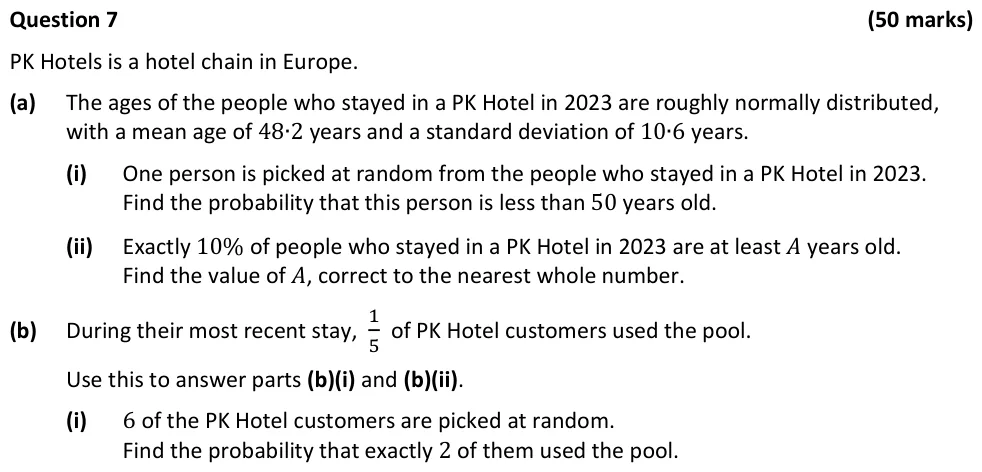 Question 7 (50 marks)
PK Hotels is a hotel chain in Europe.
(a) The ages of the people who stayed in a PK Hotel in 2023 are roughly normally distributed,
with a mean age of 48·2 years and a standard deviation of 10·6 years.
(i) One person is picked at random from the people who stayed in a PK Hotel in 2023.
Find the probability that this person is less than 50 years old.
(ii) Exactly 10% of people who stayed in a PK Hotel in 2023 are at least A years old.
Find the value of A, correct to the nearest whole number.
(b) During their most recent stay, 1/5 of PK Hotel customers used the pool.
Use this to answer parts (b)(i) and (b)(ii).
(i) 6 of the PK Hotel customers are picked at random.
Find the probability that exactly 2 of them used the pool.